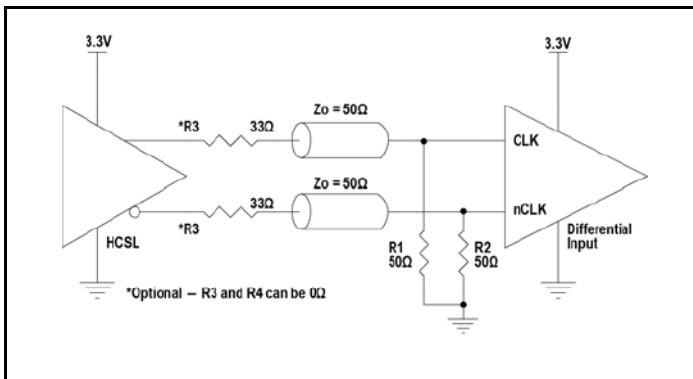 3.3V
3.3V
Zo = 50Ω
*R3
33Ω
CLK
Zo = 50Ω
nCLK
*R3
33Ω
HCSL
R1
50Ω
R2
50Ω
Differential
Input
*Optional – R3 and R4 can be 0Ω